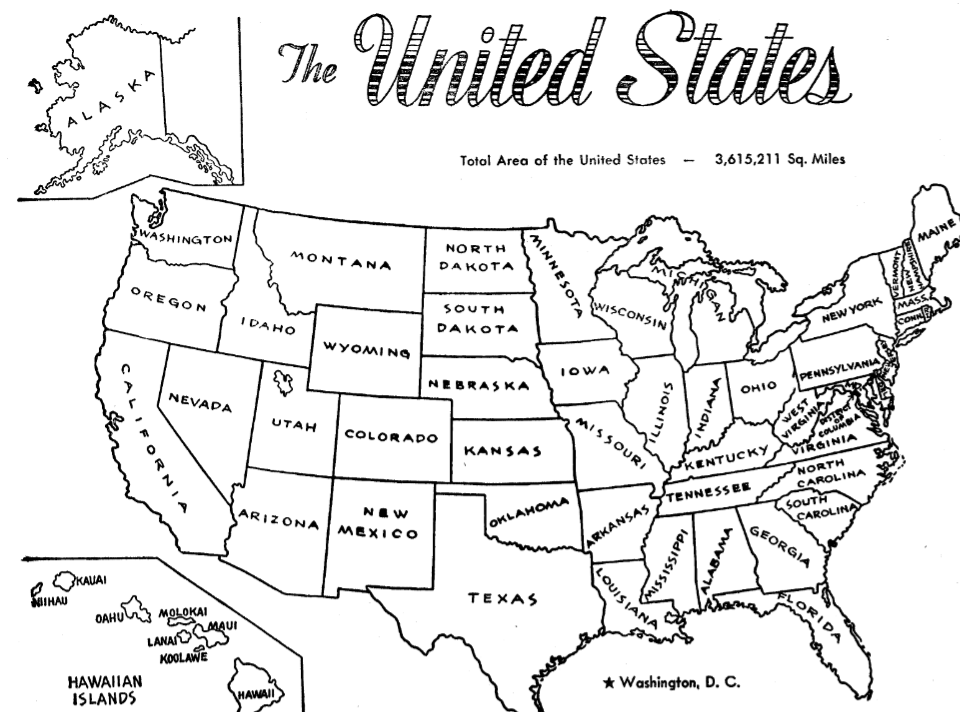 The United States
Total Area of the United States — 3,615,211 Sq. Miles
ALASKA
WASHINGTON
OREGON
IDAHO
MONTANA
NORTH
DAKOTA
SOUTH
DAKOTA
WYOMING
NEBRASKA
MINNESOTA
WISCONSIN
MICHIGAN
IOWA
ILLINOIS
INDIANA
OHIO
PENNSYLVANIA
NEW YORK
VERMONT
NEW
HAMPSHIRE
MAINE
MASS.
CONN.
CALIFORNIA
NEVADA
UTAH
COLORADO
KANSAS
MISSOURI
KENTUCKY
WEST
VIRGINIA
DISTRICT
OF
COLUMBIA
VIRGINIA
NORTH
CAROLINA
SOUTH
CAROLINA
TENNESSEE
ARIZONA
NEW
MEXICO
OKLAHOMA
ARKANSAS
TEXAS
LOUISIANA
MISSISSIPPI
ALABAMA
GEORGIA
FLORIDA
KAUAI
NIIHAU
OAHU
MOLOKAI
MAUI
LANAI
KOOLAWE
HAWAII
HAWAIIAN
ISLANDS
★ Washington, D. C.